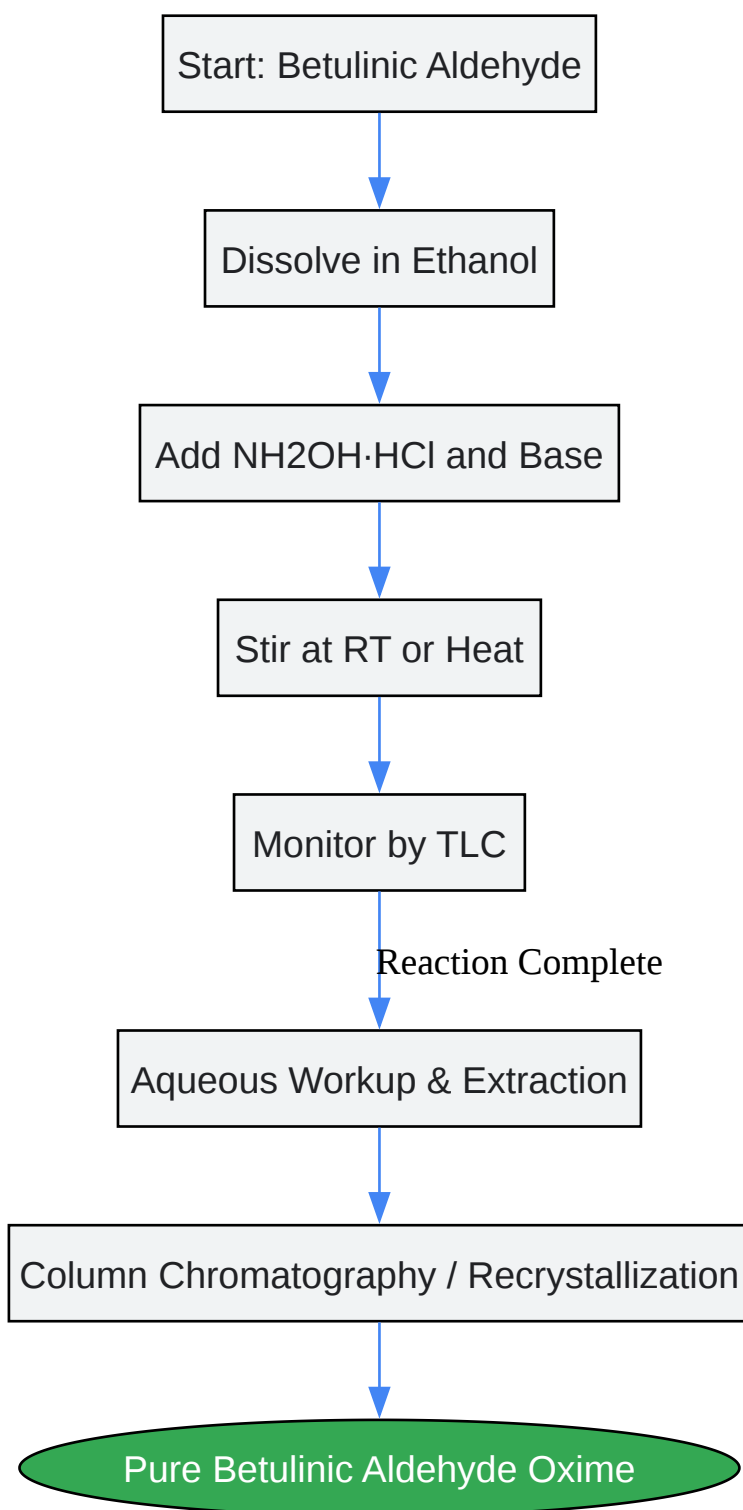 Start: Betulinic Aldehyde
Dissolve in Ethanol
Add NH2OH·HCl and Base
Stir at RT or Heat
Monitor by TLC
Reaction Complete
Aqueous Workup & Extraction
Column Chromatography / Recrystallization
Pure Betulinic Aldehyde Oxime